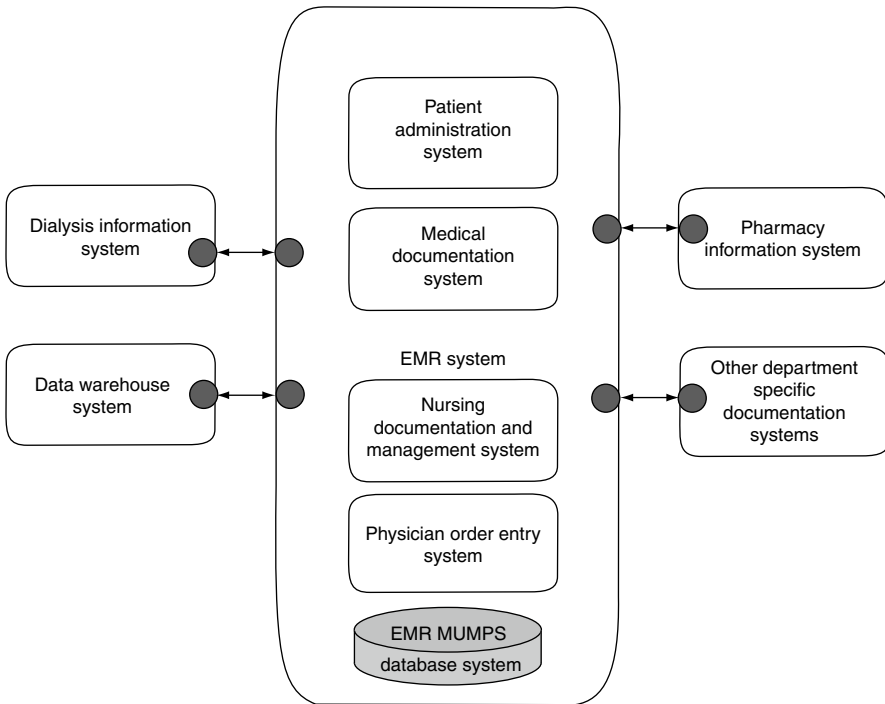 Patient
administration
system
Dialysis information
system
Medical
documentation
system
Pharmacy
information system
EMR system
Data warehouse
system
Nursing
documentation and
management system
Other department
specific
documentation
systems
Physician order entry
system
EMR MUMPS
database system